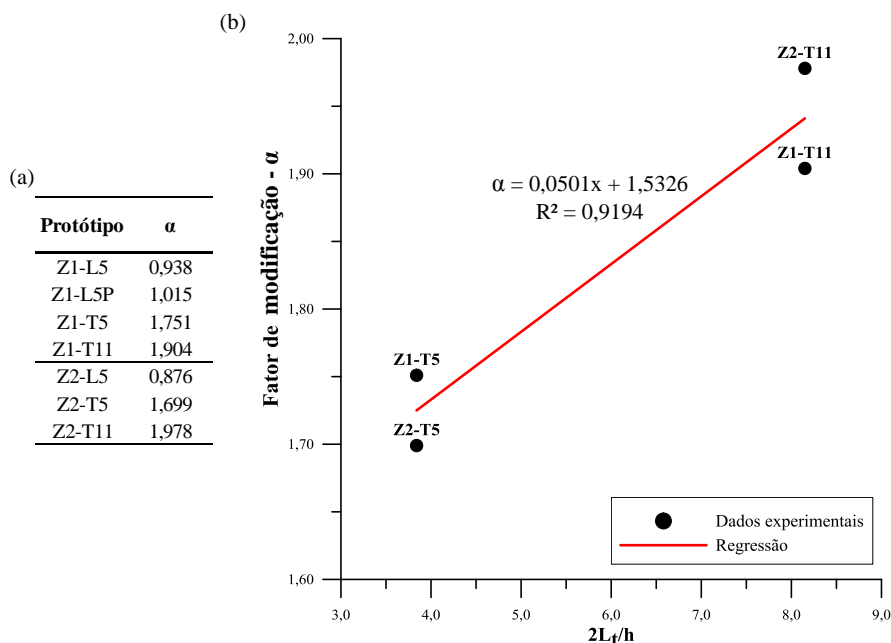 (a)
Protótipo α
Z1-L5 0,938
Z1-L5P 1,015
Z1-T5 1,751
Z1-T11 1,904
Z2-L5 0,876
Z2-T5 1,699
Z2-T11 1,978
(b)
Fator de modificação - α
2,00
1,90
1,80
1,70
1,60
Z2-T11
Z1-T11
α = 0,0501x + 1,5326
R² = 0,9194
Z1-T5
Z2-T5
Dados experimentais
Regressão
3,0 4,0 5,0 6,0 7,0 8,0 9,0
2Lt/h